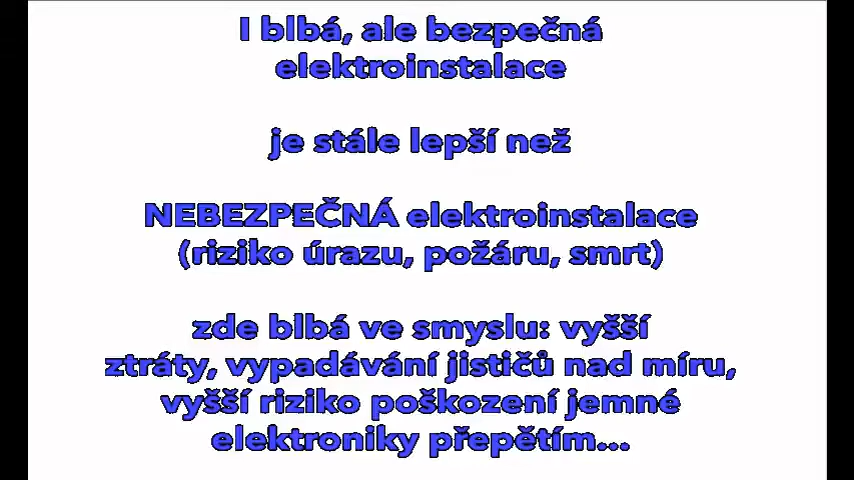 I blbá, ale bezpečná
elektroinstalace
je stále lepší než
NEBEZPEČNÁ elektroinstalace
(riziko úrazu, požáru, smrt)
zde blbá ve smyslu: vyšší
ztráty, vypadávání jističů nad míru,
vyšší riziko poškození jemné
elektroniky přepětím...